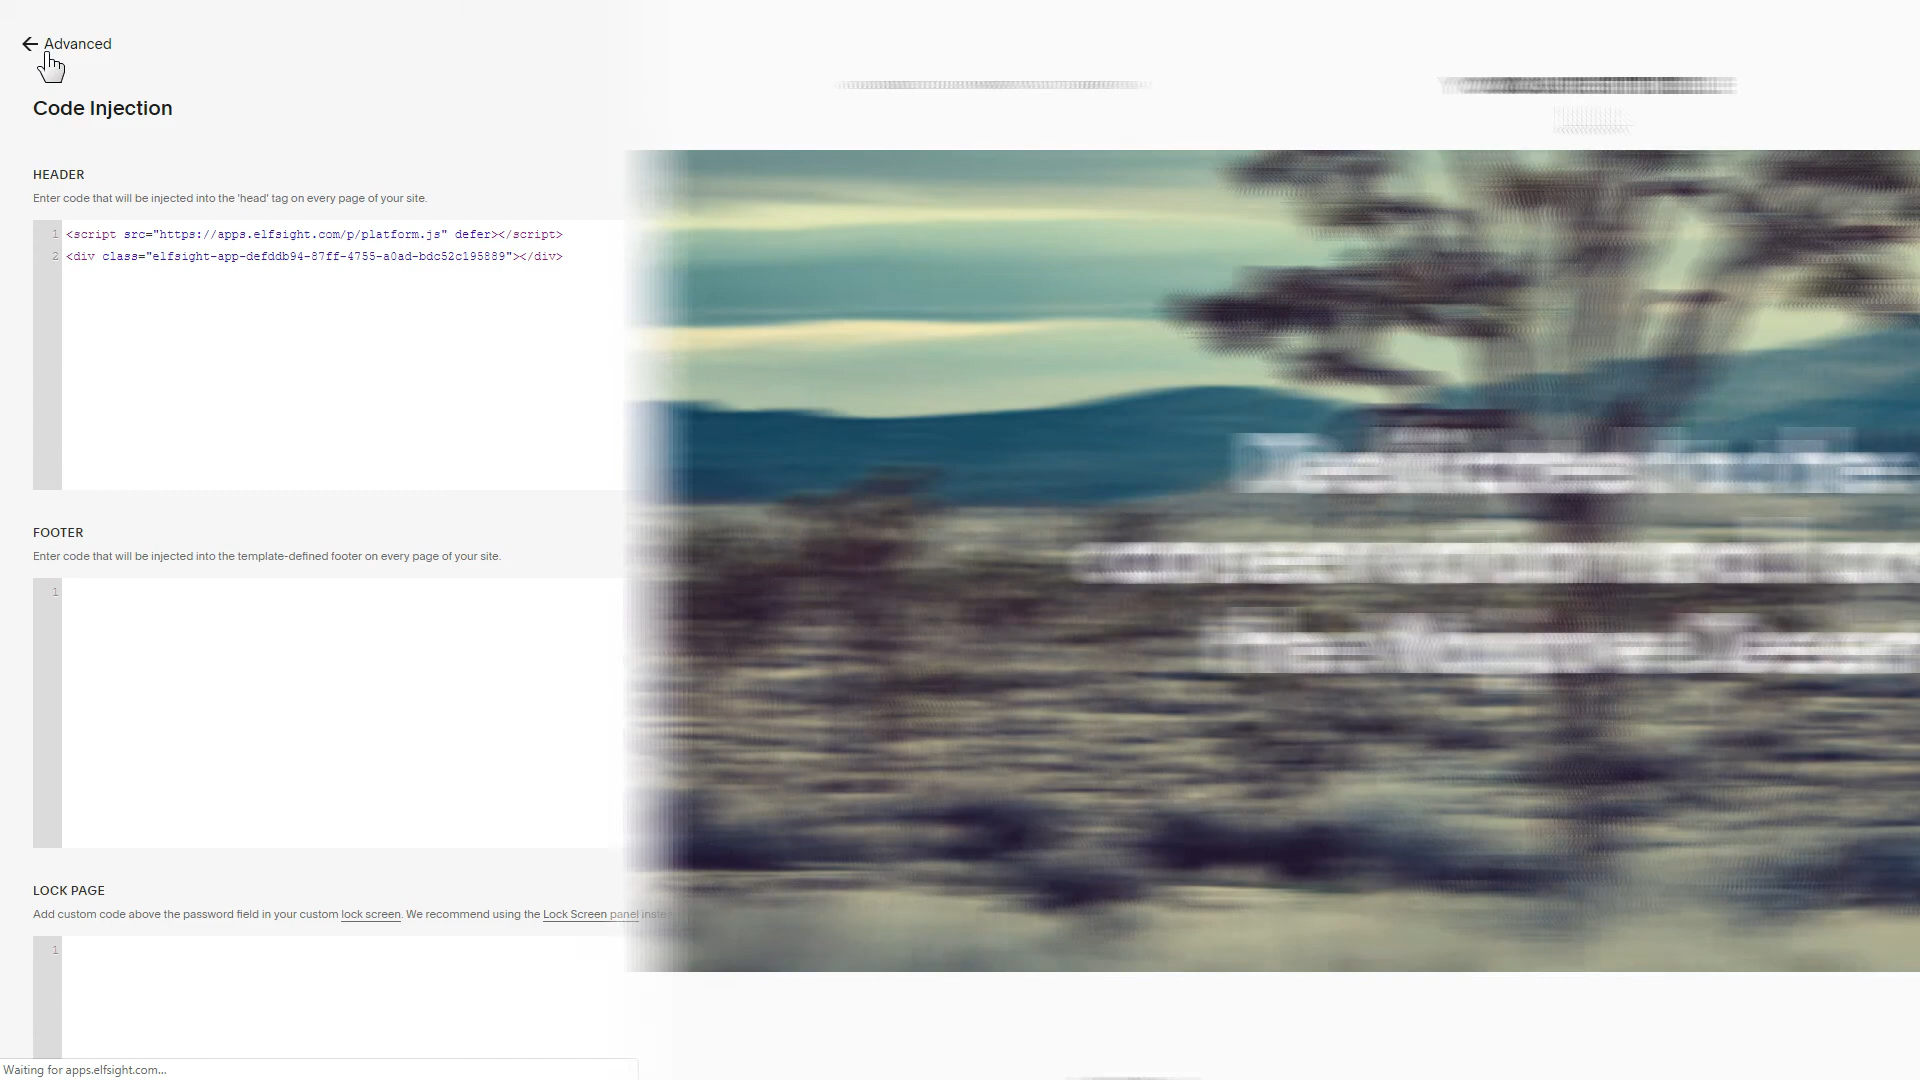 Advanced
Code Injection
HEADER
Enter code that will be injected into the 'head' tag on every page of your site.
1 <script src="https://apps.elfsight.com/p/platform.js" defer></script>
2 <div class="elfsight-app-defddb94-87ff-4755-a0ad-bdc52c195889"></div>
FOOTER
Enter code that will be injected into the template-defined footer on every page of your site.
1
LOCK PAGE
Add custom code above the password field in your custom lock screen. We recommend using the Lock Screen panel
1
Waiting for apps.elfsight.com...